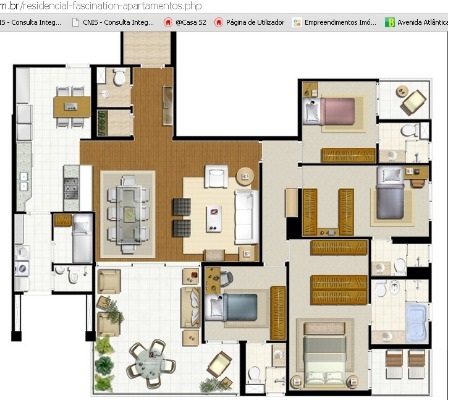 m.br/residencial-fascination-apartamentos.php
IS - Consulta Integ... CNIS - Consulta Integ... @Casa 52 Página de Utilizador Empreendimentos Imó... Avenida Atlântica